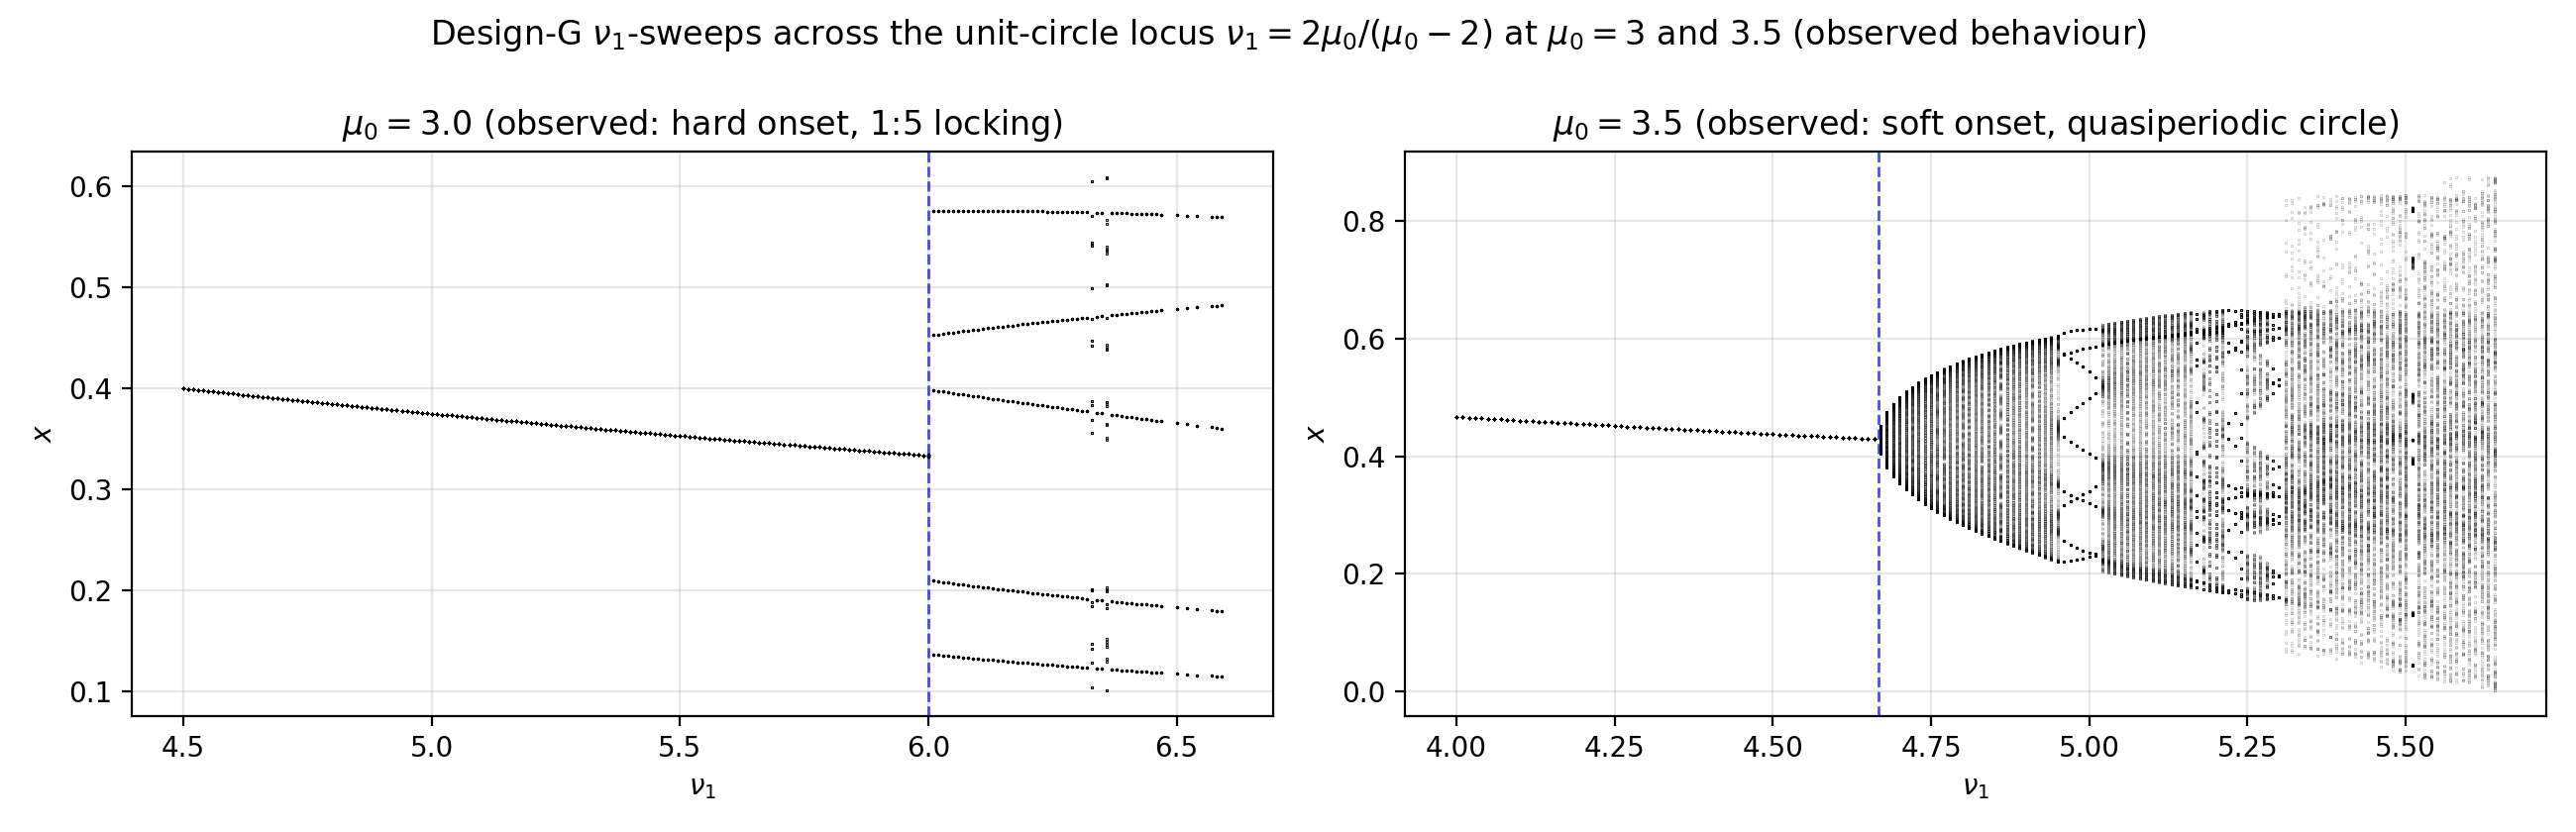 Design-G ν₁-sweeps across the unit-circle locus ν₁ = 2μ₀/(μ₀ − 2) at μ₀ = 3 and 3.5 (observed behaviour)
μ₀ = 3.0 (observed: hard onset, 1:5 locking)
0.6
0.5
0.4
0.3
0.2
0.1
x
4.5 5.0 5.5 6.0 6.5
ν₁
μ₀ = 3.5 (observed: soft onset, quasiperiodic circle)
0.8
0.6
0.4
0.2
0.0
x
4.00 4.25 4.50 4.75 5.00 5.25 5.50
ν₁